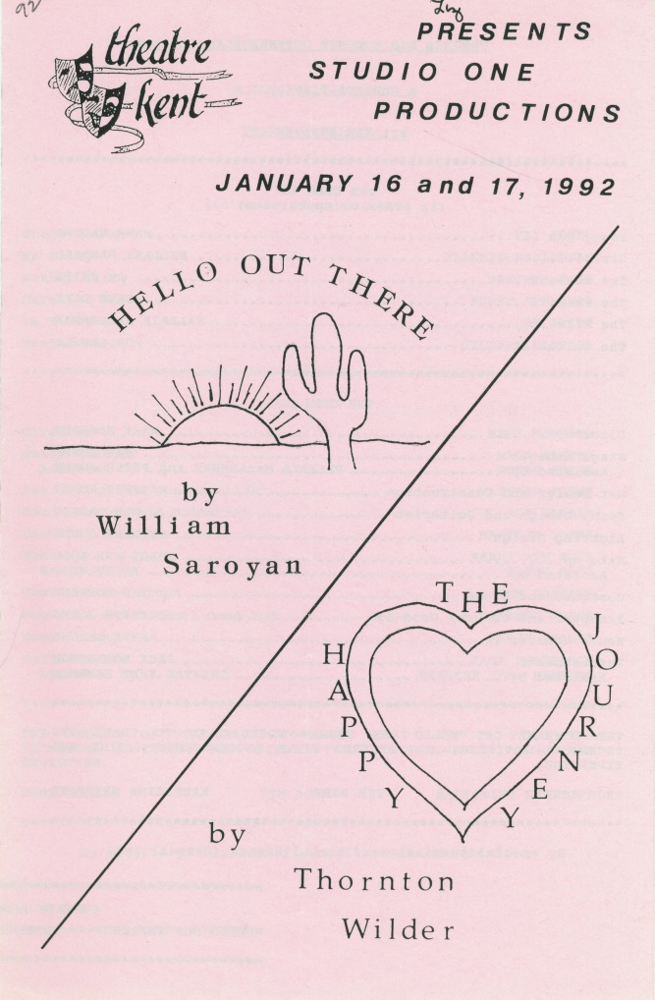 92
theatre
kent
PRESENTS
STUDIO ONE
PRODUCTIONS
JANUARY 16 and 17, 1992
HELLO OUT THERE
by
William
Saroyan
THE
HAPPY
JOURNEY
by
Thornton
Wilder